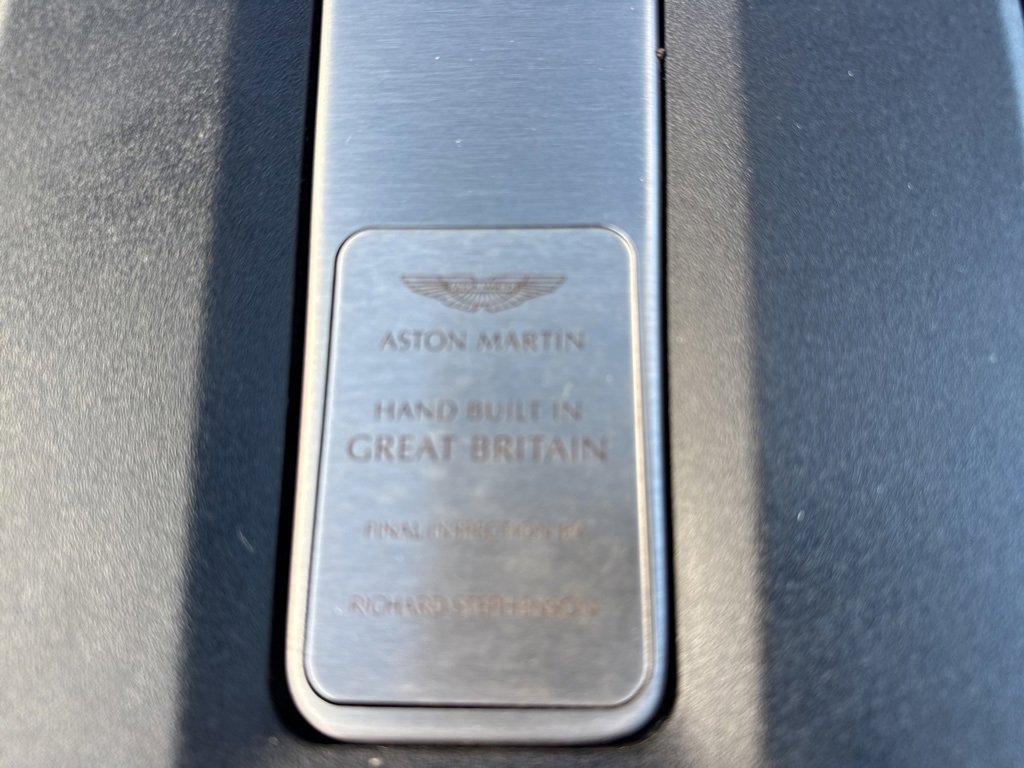 ASTON MARTIN
HAND BUILT IN
GREAT BRITAIN
FINAL INSPECTION BY
RICHARD STEPHENSON